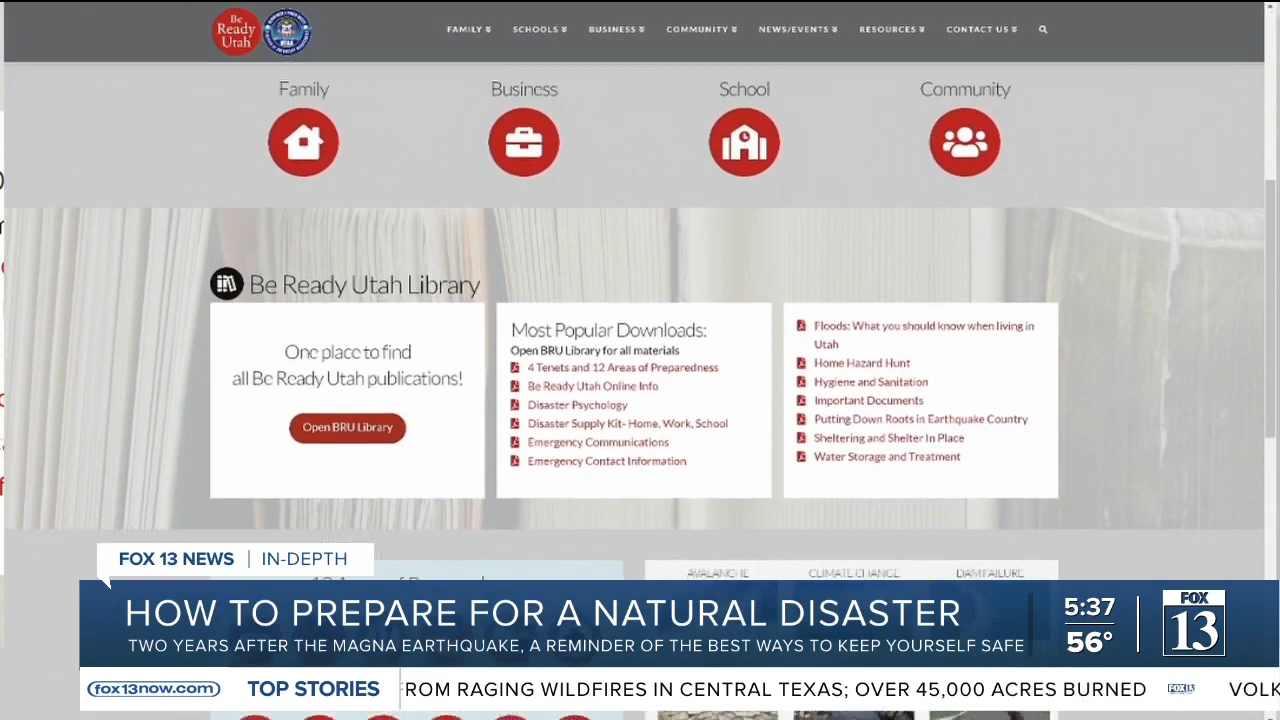 Be
Ready
Utah
FAMILY
SCHOOLS
BUSINESS
COMMUNITY
NEWS/EVENTS
RESOURCES
CONTACT US
Family
Business
School
Community
Be Ready Utah Library
One place to find
all Be Ready Utah publications!
Open BRU Library
Most Popular Downloads:
Open BRU Library for all materials
4 Tenets and 12 Areas of Preparedness
Be Ready Utah Online Info
Disaster Psychology
Disaster Supply Kit- Home, Work, School
Emergency Communications
Emergency Contact Information
Floods: What you should know when living in
Utah
Home Hazard Hunt
Hygiene and Sanitation
Important Documents
Putting Down Roots in Earthquake Country
Sheltering and Shelter In Place
Water Storage and Treatment
AVALANCHE
CLIMATE CHANGE
DAM FAILURE
FOX 13 NEWS | IN-DEPTH
HOW TO PREPARE FOR A NATURAL DISASTER
TWO YEARS AFTER THE MAGNA EARTHQUAKE, A REMINDER OF THE BEST WAYS TO KEEP YOURSELF SAFE
5:37
56°
FOX
13
fox13now.com
TOP STORIES
ROM RAGING WILDFIRES IN CENTRAL TEXAS; OVER 45,000 ACRES BURNED
FOX 13
VOLK